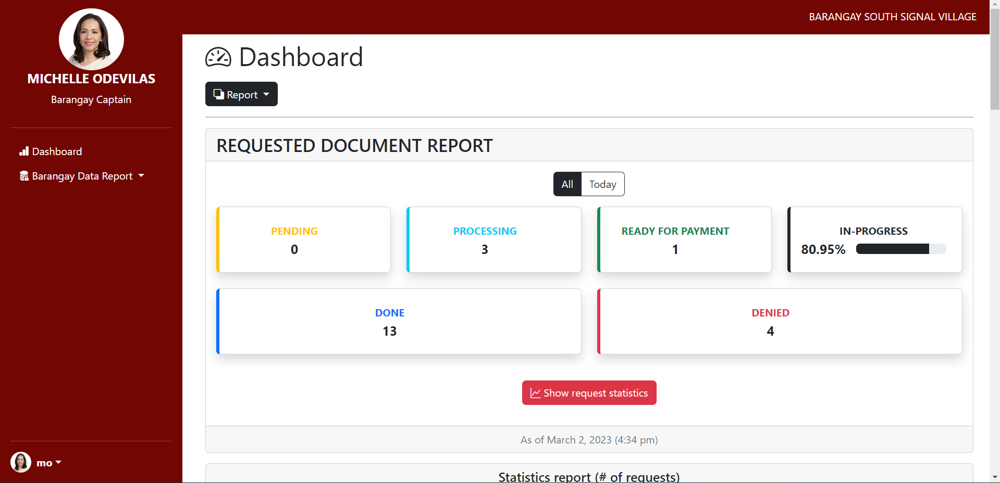 MICHELLE ODEVILAS
Barangay Captain
Dashboard
Barangay Data Report
mo
BARANGAY SOUTH SIGNAL VILLAGE
Dashboard
Report
REQUESTED DOCUMENT REPORT
All Today
PENDING
0
PROCESSING
3
READY FOR PAYMENT
1
IN-PROGRESS
80.95%
DONE
13
DENIED
4
Show request statistics
As of March 2, 2023 (4:34 pm)
Statistics report (# of requests)